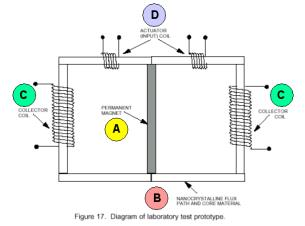 D
ACTUATOR
(INPUT) COIL
C
COLLECTOR
COIL
PERMANENT
MAGNET
A
C
COLLECTOR
COIL
B
NANOCRYSTALLINE FLUX
PATH AND CORE MATERIAL
Figure 17. Diagram of laboratory test prototype.